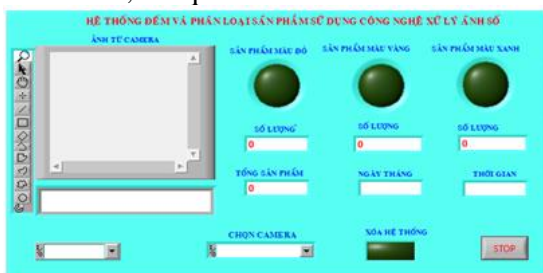 HỆ THỐNG ĐẾM VÀ PHÂN LOẠI SẢN PHẨM SỬ DỤNG CÔNG NGHỆ XỬ LÝ ẢNH SỐ
ẢNH TỪ CAMERA
SẢN PHẨM MÀU ĐỎ SẢN PHẨM MÀU VÀNG SẢN PHẨM MÀU XANH
SỐ LƯỢNG SỐ LƯỢNG SỐ LƯỢNG
0 0 0
TỔNG SẢN PHẨM NGÀY THÁNG THỜI GIAN
0
CHỌN CAMERA XÓA HỆ THỐNG
STOP